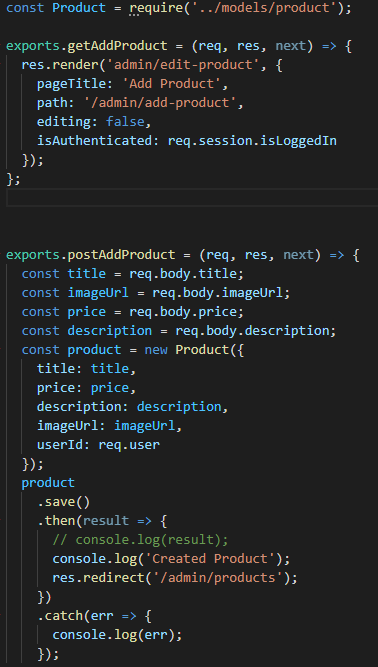 const Product = require('../models/product');

exports.getAddProduct = (req, res, next) => {
  res.render('admin/edit-product', {
    pageTitle: 'Add Product',
    path: '/admin/add-product',
    editing: false,
    isAuthenticated: req.session.isLoggedIn
  });
};

exports.postAddProduct = (req, res, next) => {
  const title = req.body.title;
  const imageUrl = req.body.imageUrl;
  const price = req.body.price;
  const description = req.body.description;
  const product = new Product({
    title: title,
    price: price,
    description: description,
    imageUrl: imageUrl,
    userId: req.user
  });
  product
    .save()
    .then(result => {
      // console.log(result);
      console.log('Created Product');
      res.redirect('/admin/products');
    })
    .catch(err => {
      console.log(err);
    });